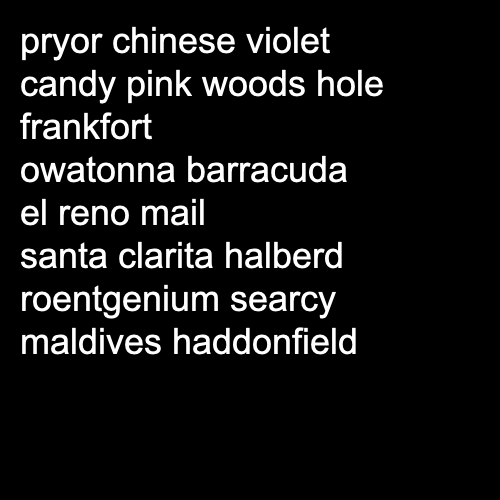 pryor chinese violet
candy pink woods hole
frankfort
owatonna barracuda
el reno mail
santa clarita halberd
roentgenium searcy
maldives haddonfield